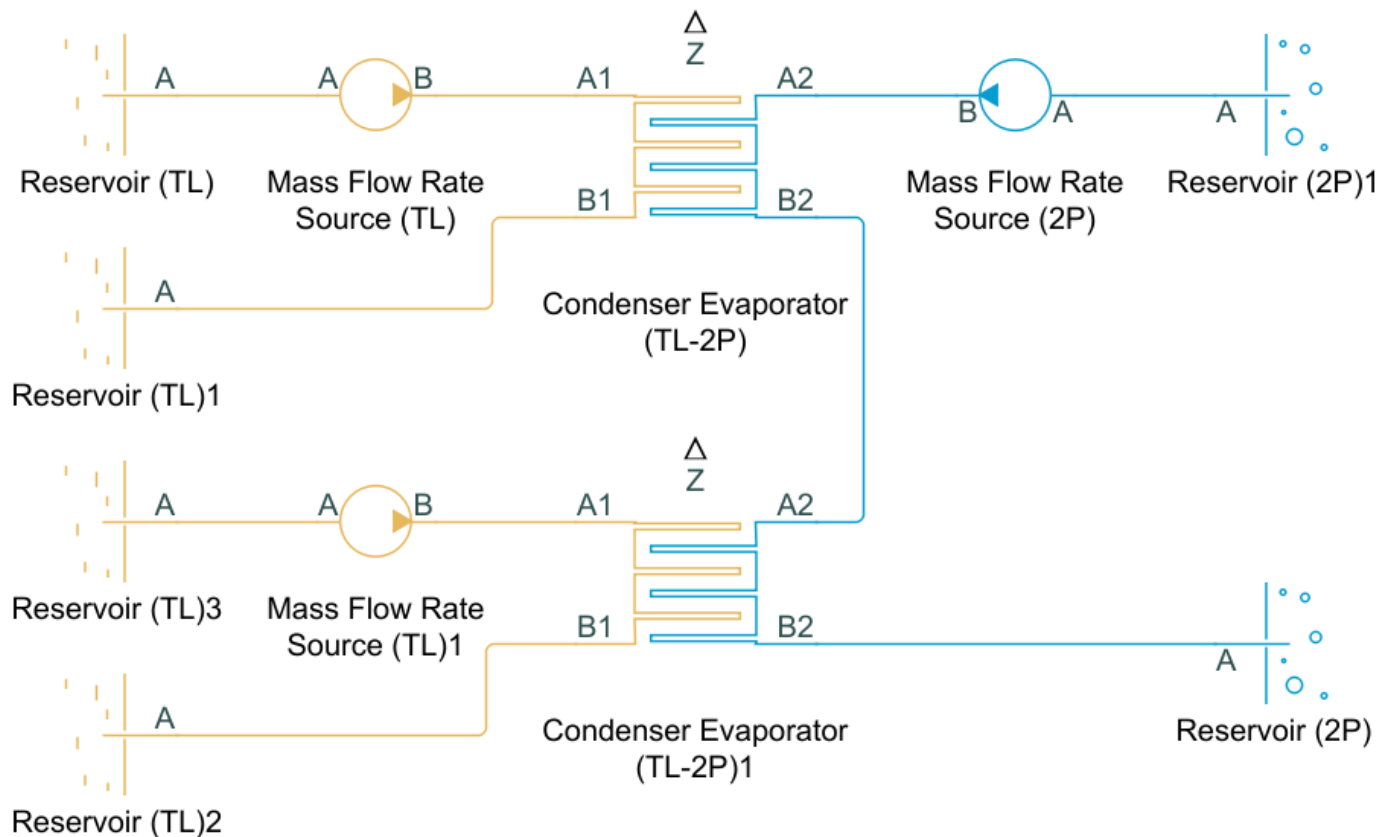 Δ
Z
A A B A1 A2 B A A
Reservoir (TL)
Mass Flow Rate
Source (TL)
Mass Flow Rate
Source (2P)
Reservoir (2P)1
B1 B2
A
Condenser Evaporator
(TL-2P)
Reservoir (TL)1
Δ
Z
A A B A1 A2
Reservoir (TL)3
Mass Flow Rate
Source (TL)1
B1 B2 A
A
Condenser Evaporator
(TL-2P)1
Reservoir (2P)
Reservoir (TL)2